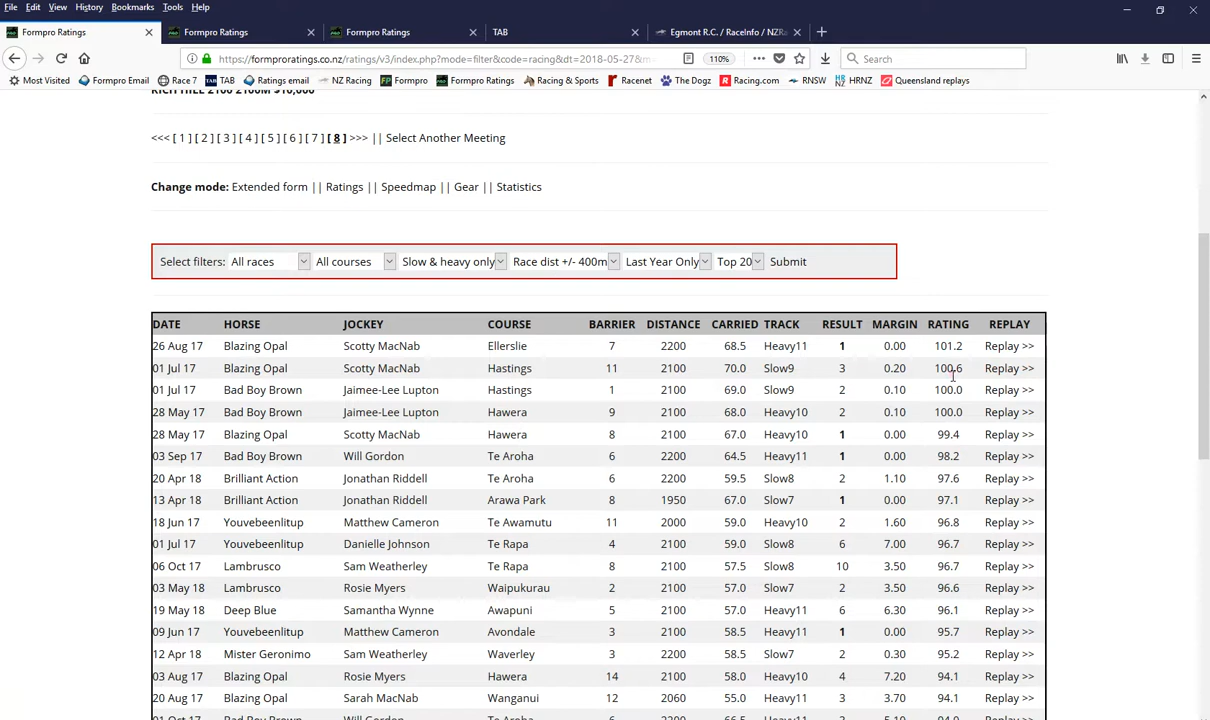 File Edit View History Bookmarks Tools Help
Formpro Ratings Formpro Ratings Formpro Ratings TAB Egmont R.C. / RaceInfo / NZRa
https://formproratings.co.nz/ratings/v3/index.php?mode=filter&code=racing&dt=2018-05-27& 110% Search
Most Visited Formpro Email Race 7 TAB Ratings email NZ Racing Formpro Formpro Ratings Racing & Sports Racenet The Dogz Racing.com RNSW HRNZ Queensland replays
RICH HILL 2100 2100M $10,000
<<< [ 1 ] [ 2 ] [ 3 ] [ 4 ] [ 5 ] [ 6 ] [ 7 ] [ 8 ] >>> || Select Another Meeting
Change mode: Extended form || Ratings || Speedmap || Gear || Statistics
Select filters: All races All courses Slow & heavy only Race dist +/- 400m Last Year Only Top 20 Submit
DATE HORSE JOCKEY COURSE BARRIER DISTANCE CARRIED TRACK RESULT MARGIN RATING REPLAY
26 Aug 17 Blazing Opal Scotty MacNab Ellerslie 7 2200 68.5 Heavy11 1 0.00 101.2 Replay >>
01 Jul 17 Blazing Opal Scotty MacNab Hastings 11 2100 70.0 Slow9 3 0.20 100.6 Replay >>
01 Jul 17 Bad Boy Brown Jaimee-Lee Lupton Hastings 1 2100 69.0 Slow9 2 0.10 100.0 Replay >>
28 May 17 Bad Boy Brown Jaimee-Lee Lupton Hawera 9 2100 68.0 Heavy10 2 0.10 100.0 Replay >>
28 May 17 Blazing Opal Scotty MacNab Hawera 8 2100 67.0 Heavy10 1 0.00 99.4 Replay >>
03 Sep 17 Bad Boy Brown Will Gordon Te Aroha 6 2200 64.5 Heavy11 1 0.00 98.2 Replay >>
20 Apr 18 Brilliant Action Jonathan Riddell Te Aroha 6 2200 59.5 Slow8 2 1.10 97.6 Replay >>
13 Apr 18 Brilliant Action Jonathan Riddell Arawa Park 8 1950 67.0 Slow7 1 0.00 97.1 Replay >>
18 Jun 17 Youvebeenlitup Matthew Cameron Te Awamutu 11 2000 59.0 Heavy10 2 1.60 96.8 Replay >>
01 Jul 17 Youvebeenlitup Danielle Johnson Te Rapa 4 2100 59.0 Slow8 6 7.00 96.7 Replay >>
06 Oct 17 Lambrusco Sam Weatherley Te Rapa 8 2100 57.5 Slow8 10 3.50 96.7 Replay >>
03 May 18 Lambrusco Rosie Myers Waipukurau 2 2100 57.0 Slow7 2 3.50 96.6 Replay >>
19 May 18 Deep Blue Samantha Wynne Awapuni 5 2100 57.0 Heavy11 6 6.30 96.1 Replay >>
09 Jun 17 Youvebeenlitup Matthew Cameron Avondale 3 2100 58.5 Heavy11 1 0.00 95.7 Replay >>
12 Apr 18 Mister Geronimo Sam Weatherley Waverley 3 2200 58.5 Slow7 2 0.30 95.2 Replay >>
03 Aug 17 Blazing Opal Rosie Myers Hawera 14 2100 58.0 Heavy10 4 7.20 94.1 Replay >>
20 Aug 17 Blazing Opal Sarah MacNab Wanganui 12 2060 55.0 Heavy11 3 3.70 94.1 Replay >>